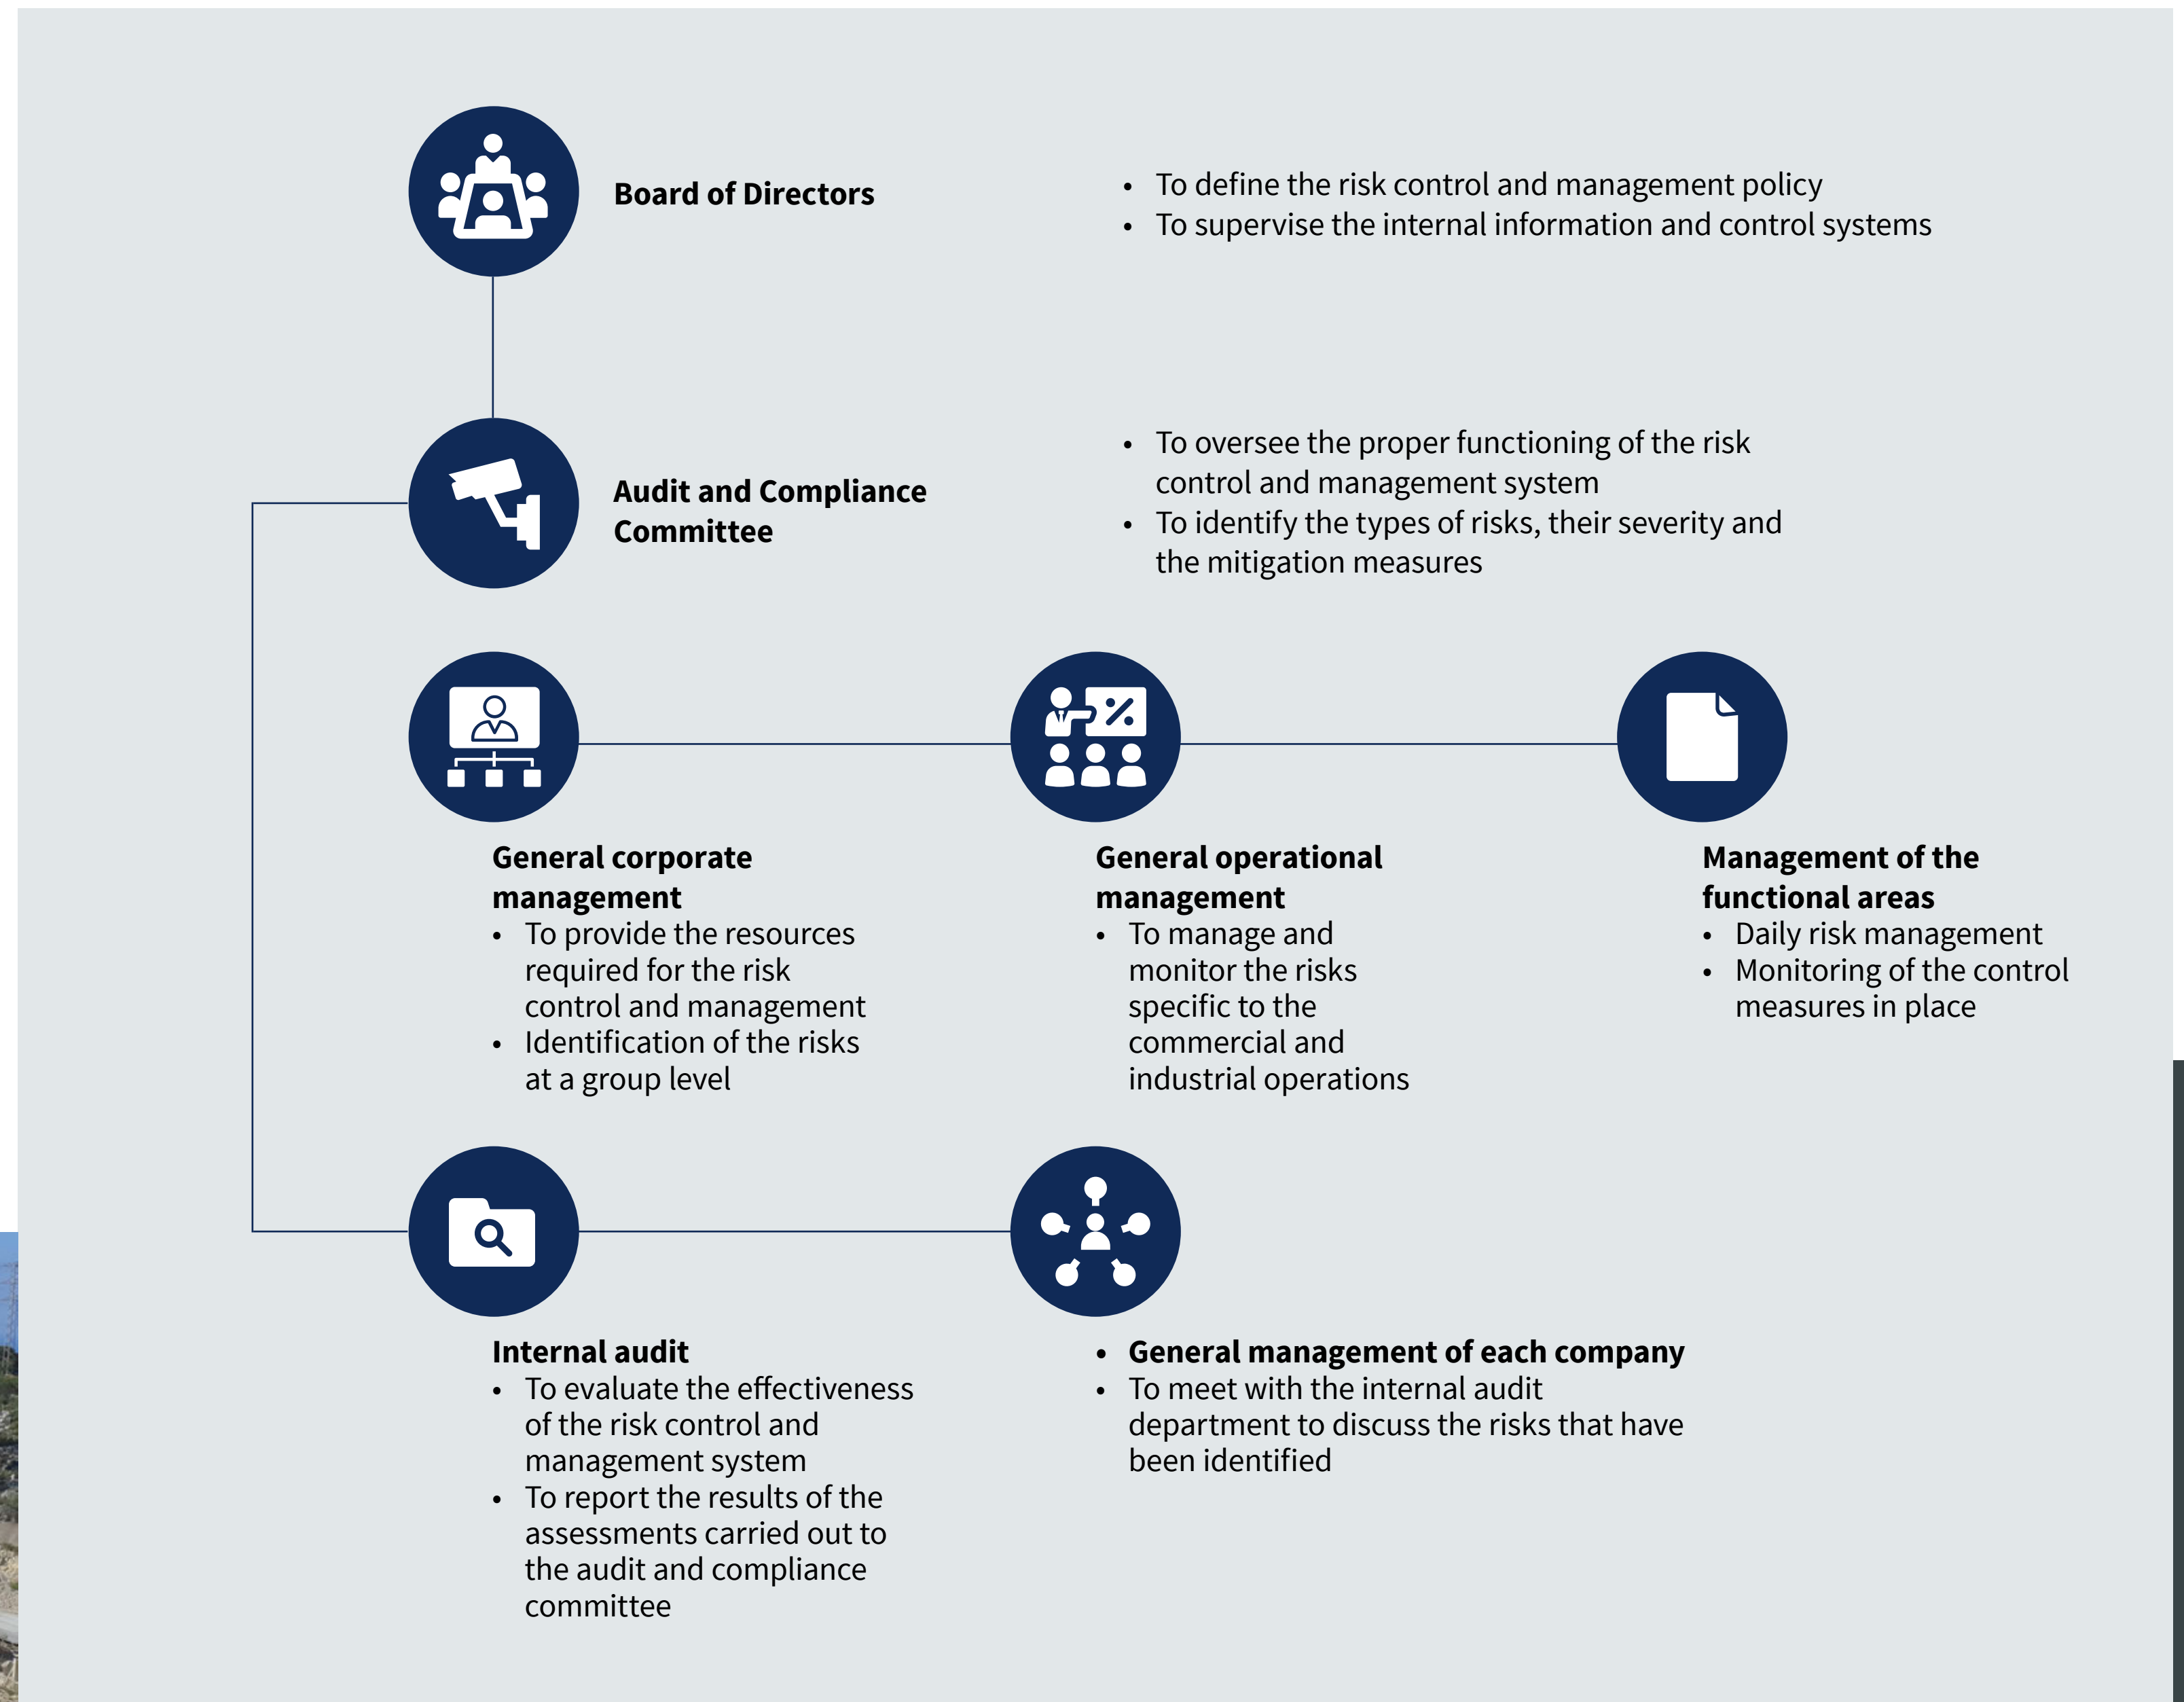 Board of Directors
• To define the risk control and management policy
• To supervise the internal information and control systems
Audit and Compliance
Committee
• To oversee the proper functioning of the risk
control and management system
• To identify the types of risks, their severity and
the mitigation measures
General corporate
management
• To provide the resources
required for the risk
control and management
• Identification of the risks
at a group level
General operational
management
• To manage and
monitor the risks
specific to the
commercial and
industrial operations
Management of the
functional areas
• Daily risk management
• Monitoring of the control
measures in place
Internal audit
• To evaluate the effectiveness
of the risk control and
management system
• To report the results of the
assessments carried out to
the audit and compliance
committee
• General management of each company
• To meet with the internal audit
department to discuss the risks that have
been identified